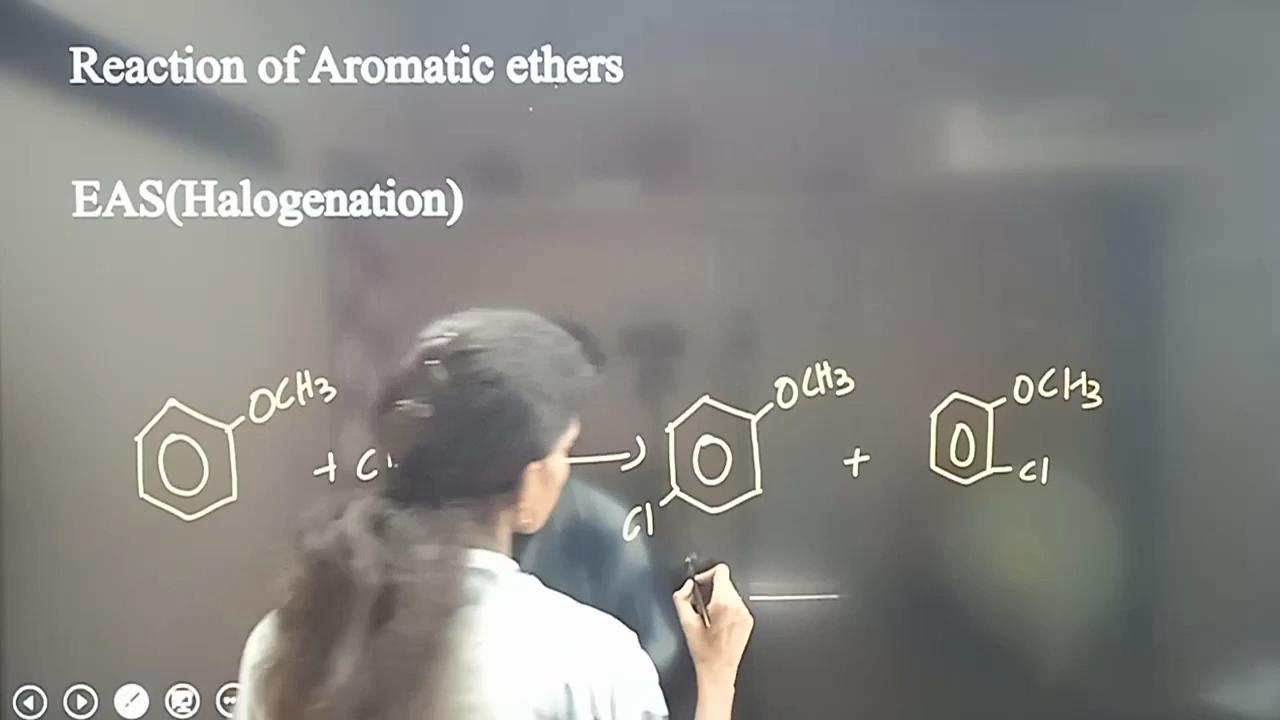 Reaction of Aromatic ethers
EAS(Halogenation)
OCH3 + Cl → OCH3 Cl + OCH3 Cl